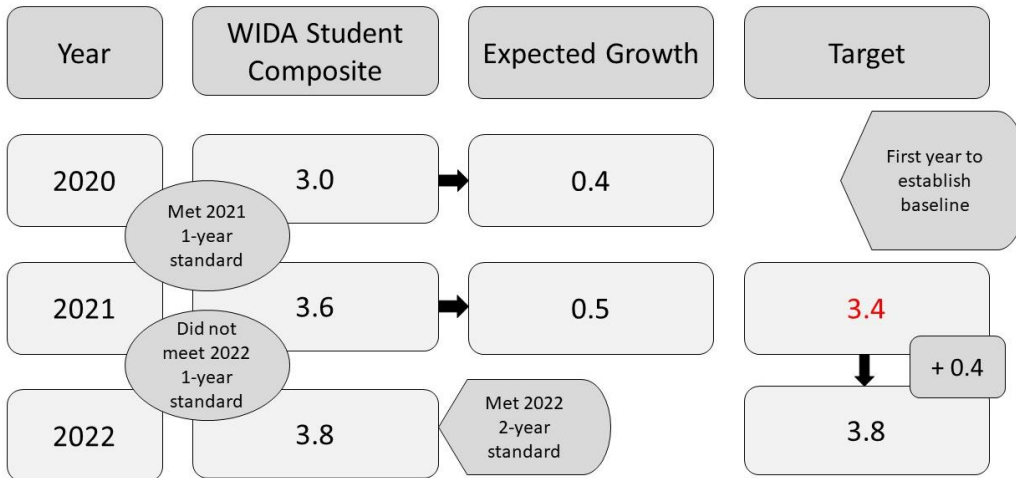 Year
WIDA Student
Composite
Expected Growth
Target
2020
3.0
0.4
First year to
establish
baseline
Met 2021
1-year
standard
2021
3.6
0.5
3.4
Did not
meet 2022
1-year
standard
+ 0.4
2022
3.8
Met 2022
2-year
standard
3.8